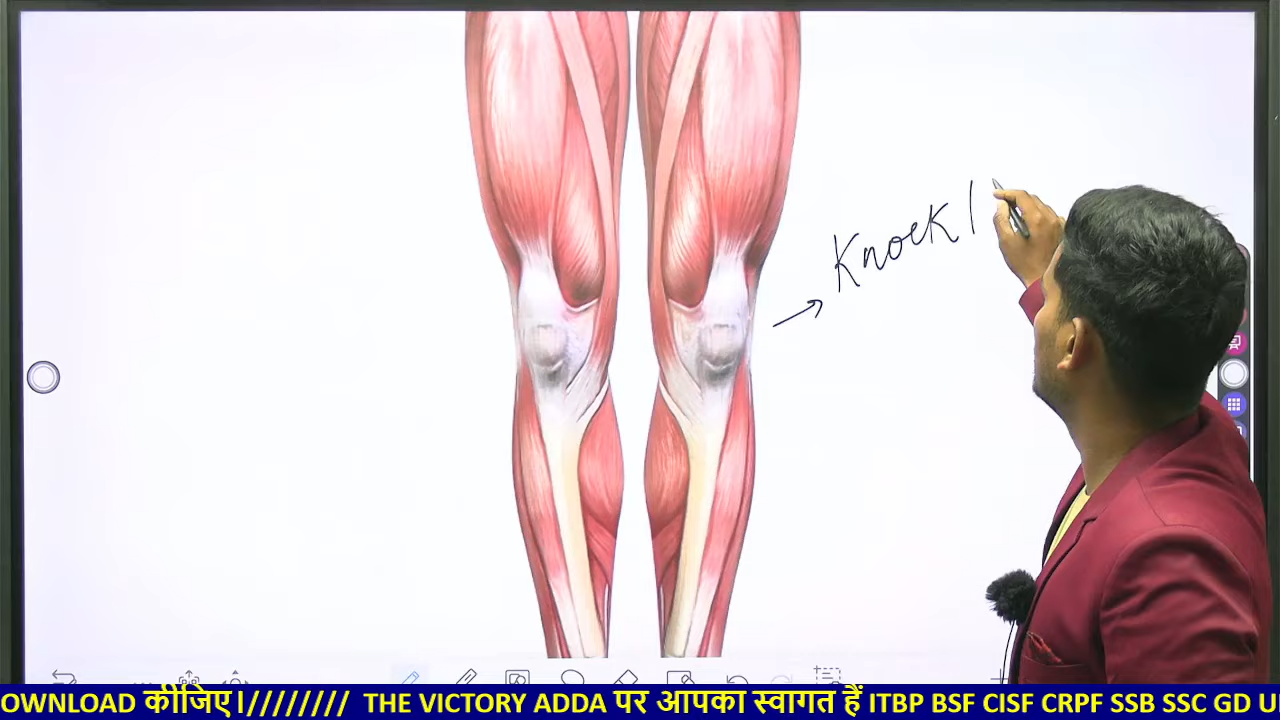 Knock
OWNLOAD कीजिए।//////// THE VICTORY ADDA पर आपका स्वागत हैं ITBP BSF CISF CRPF SSB SSC GD U